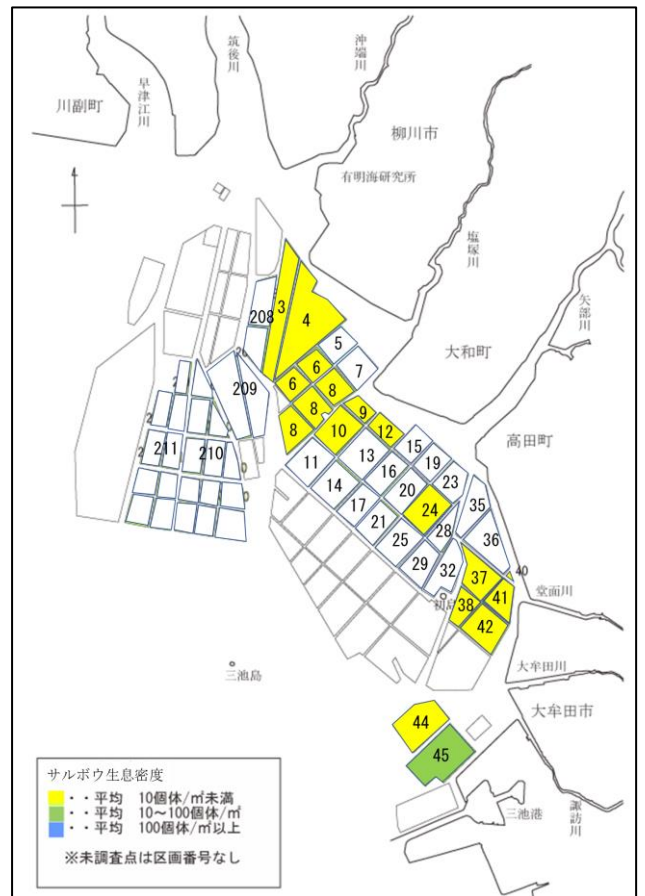 沖端川
筑後川
早津江川
川副町
柳川市
有明海研究所
塩塚川
矢部川
大和町
高田町
208
3
4
5
6
7
209
6
8
8
9
8
10
12
13
15
11
16
19
14
20
23
17
24
35
21
28
36
25
29
32
211
210
37
40
38
41
42
初島
堂面川
大牟田川
三池島
大牟田市
44
45
三池港
諏訪川
サルボウ生息密度
・・平均 10個体/㎡未満
・・平均 10~100個体/㎡
・・平均 100個体/㎡以上
※未調査点は区画番号なし